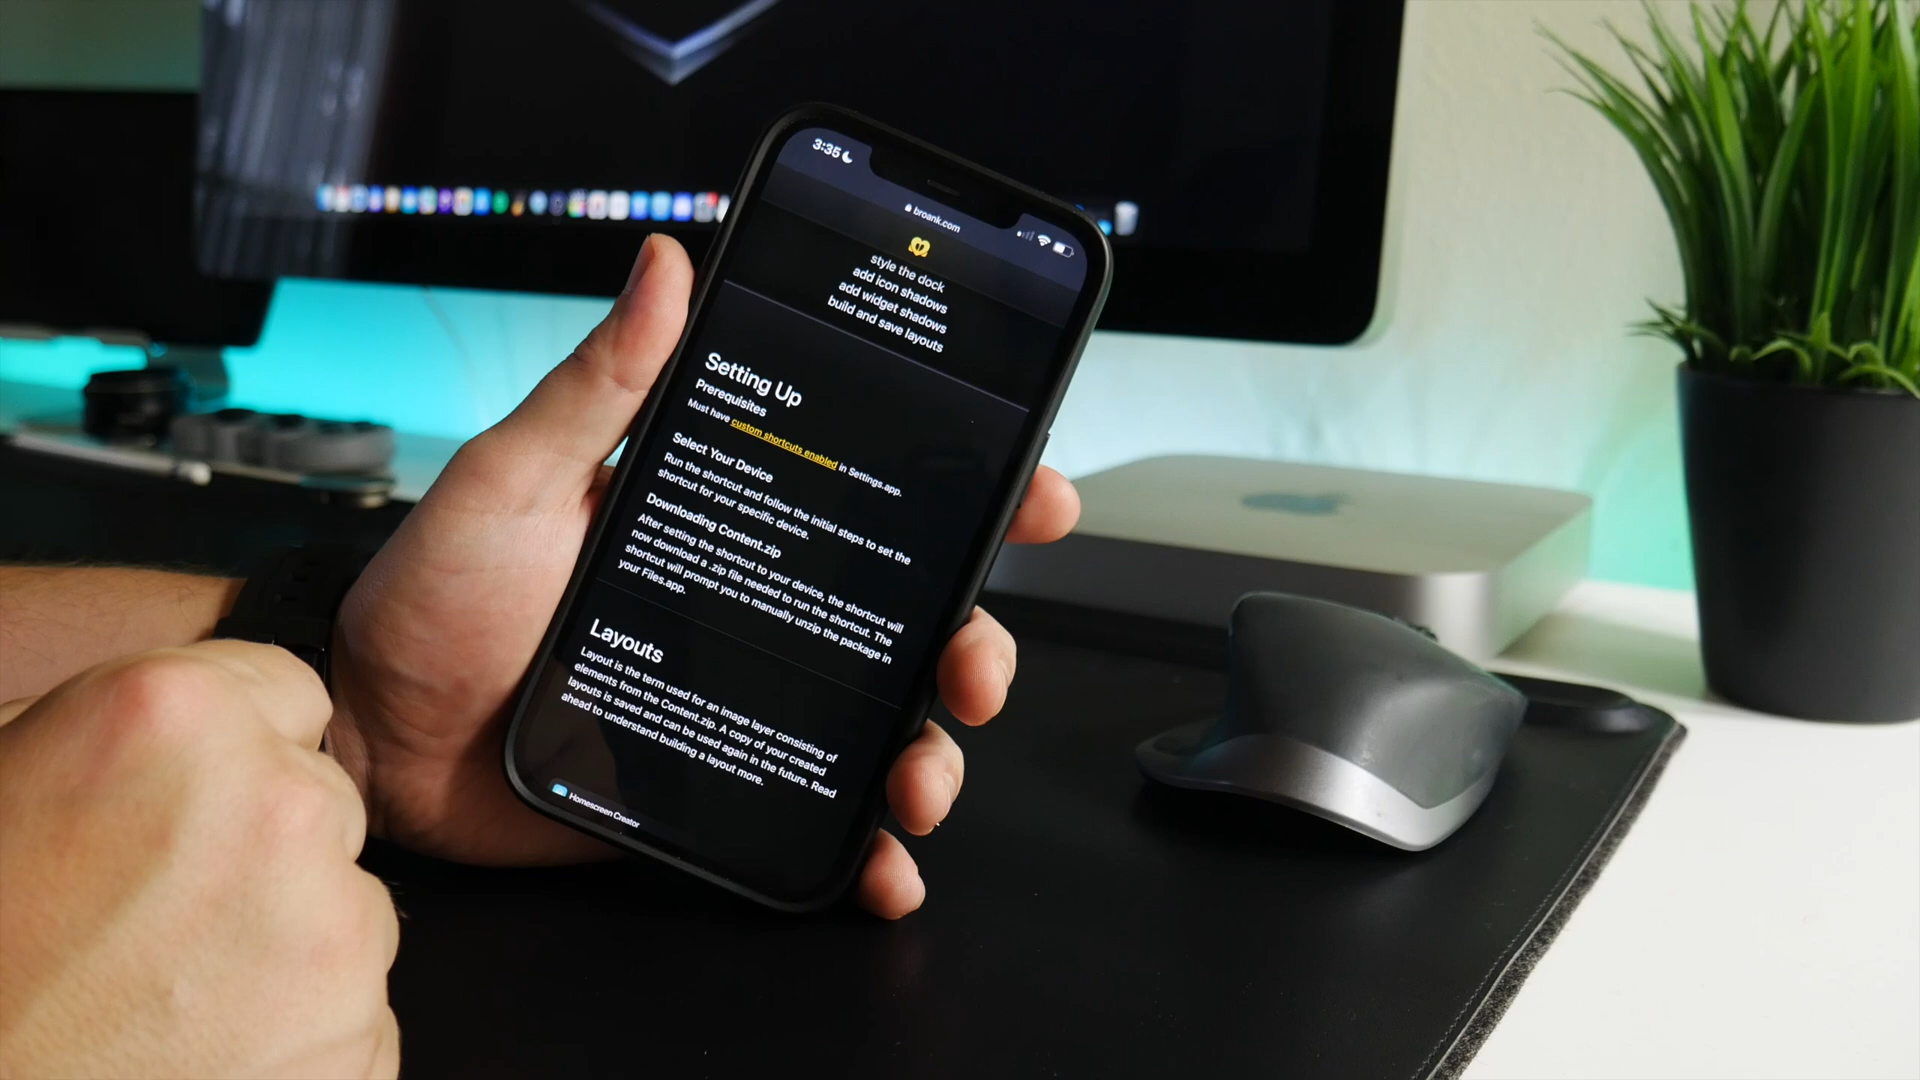 3:35
broank.com
style the dock
add icon shadows
add widget shadows
build and save layouts
Setting Up
Prerequisites
Must have custom shortcuts enabled in Settings.app.
Select Your Device
Run the shortcut and follow the initial steps to set the
shortcut for your specific device.
Downloading Content.zip
After setting the shortcut to your device, the shortcut will
now download a .zip file needed to run the shortcut. The
shortcut will prompt you to manually unzip the package in
your Files.app.
Layouts
Layout is the term used for an image layer consisting of
elements from the Content.zip. A copy of your created
layouts is saved and can be used again in the future. Read
ahead to understand building a layout more.
Homescreen Creator